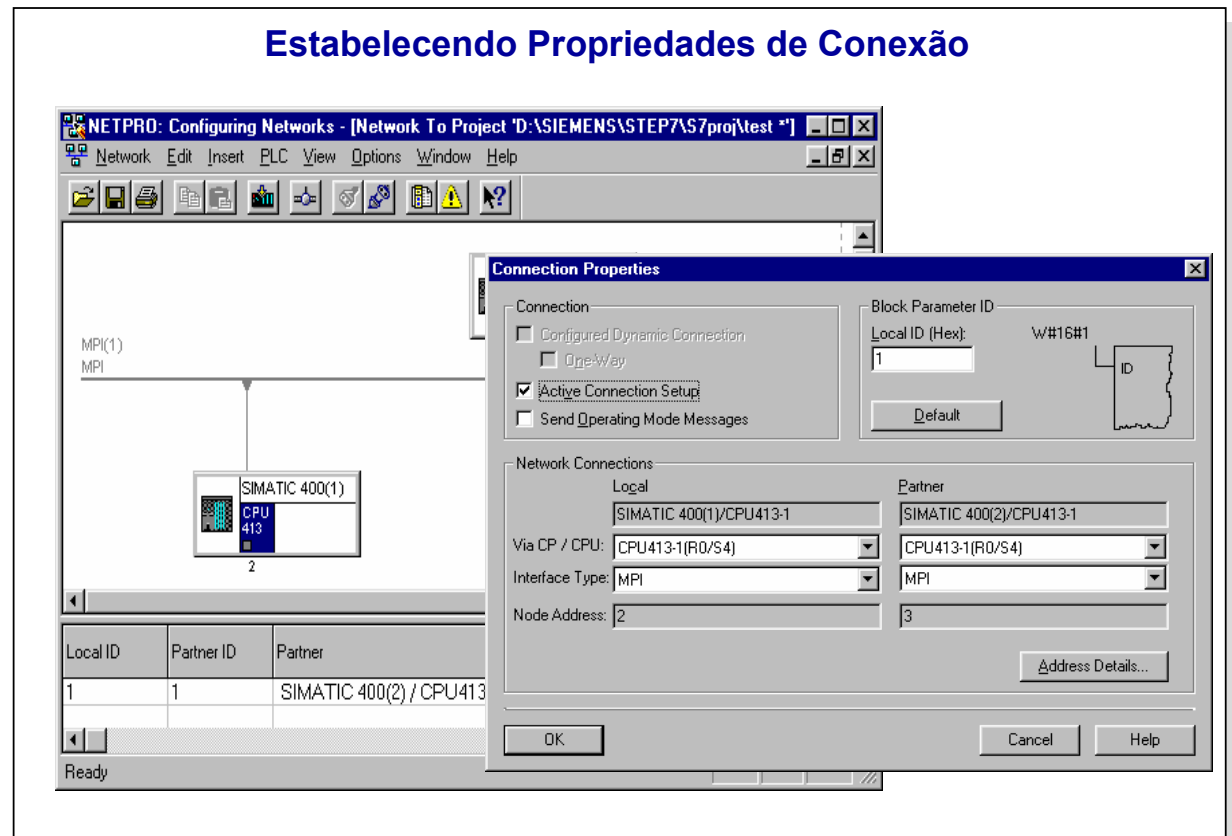 Estabelecendo Propriedades de Conexão
NETPRO: Configuring Networks - [Network To Project 'D:\SIEMENS\STEP7\S7proj\test *']
Network Edit Insert PLC View Options Window Help
MPI(1)
MPI
SIMATIC 400(1)
CPU
413
2
Local ID Partner ID Partner
1 1 SIMATIC 400(2) / CPU413
Ready
Connection Properties
Connection
Configured Dynamic Connection
One-Way
Active Connection Setup
Send Operating Mode Messages
Block Parameter ID
Local ID (Hex): W#16#1
1
ID
Default
Network Connections
Local Partner
SIMATIC 400(1)/CPU413-1 SIMATIC 400(2)/CPU413-1
Via CP / CPU: CPU413-1(R0/S4) CPU413-1(R0/S4)
Interface Type: MPI MPI
Node Address: 2 3
Address Details...
OK Cancel Help